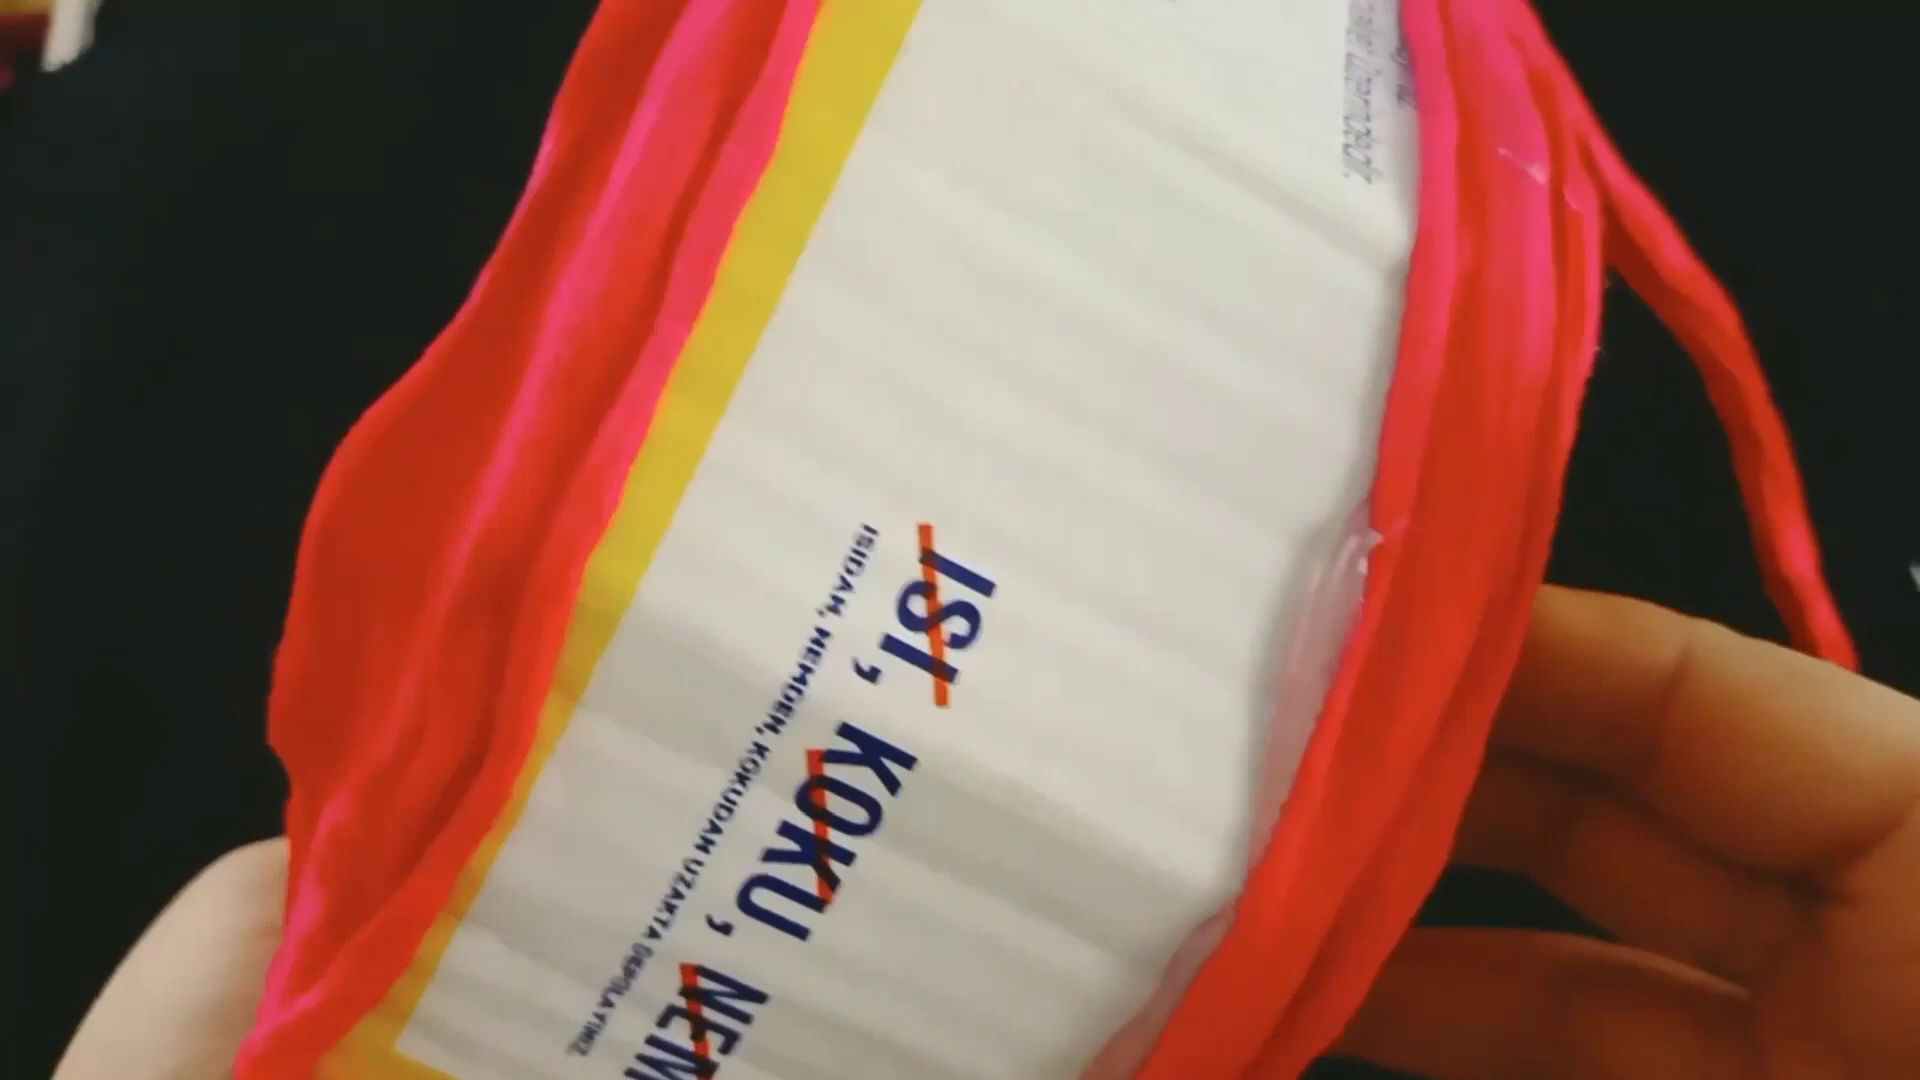 ISI, KOKU, NEM
ISIDAN, NEMDEN, KOKUDAN UZAKTA DEPOLAYINIZ.